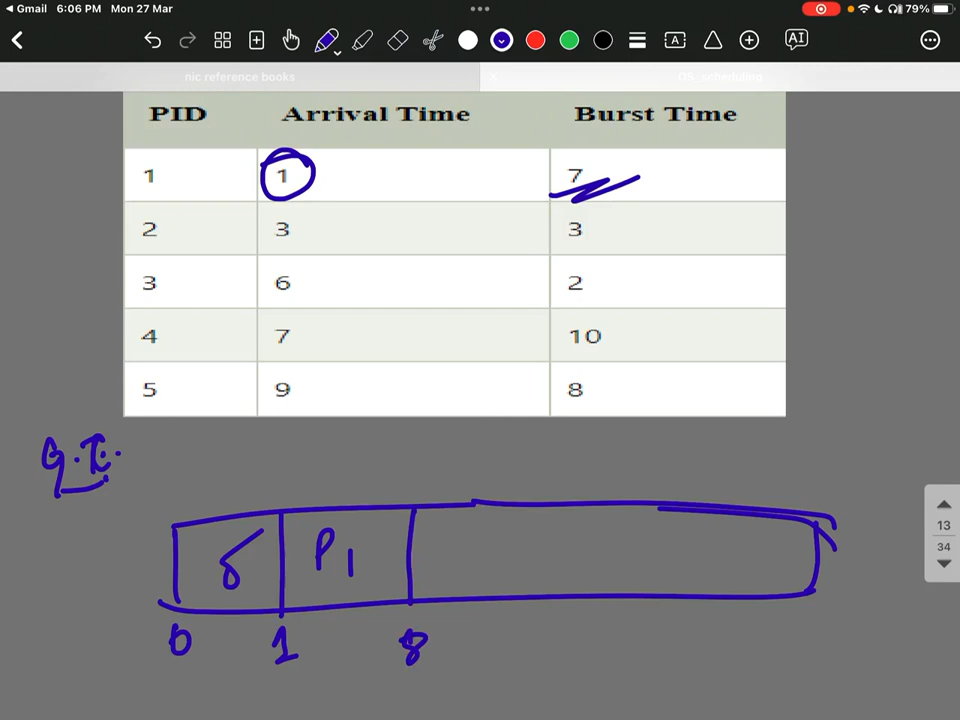 Gmail 6:06 PM Mon 27 Mar 79%
A AI
nic reference books OS_scheduling
PID Arrival Time Burst Time
1 1 7
2 3 3
3 6 2
4 7 10
5 9 8
13
34
P1
0 1 8